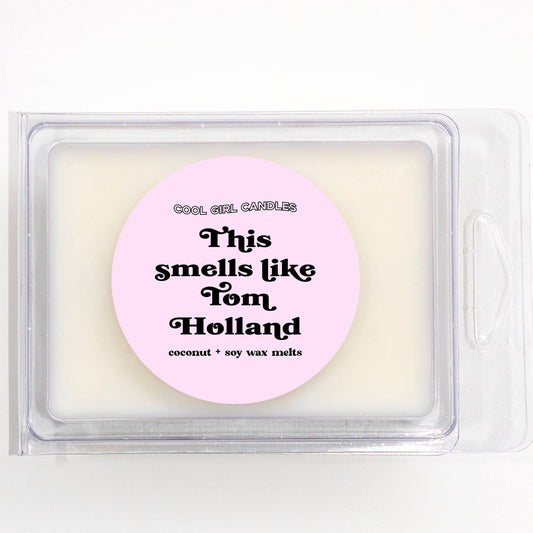 COOL GIRL CANDLES
This
smells like
Tom
Holland
coconut + soy wax melts